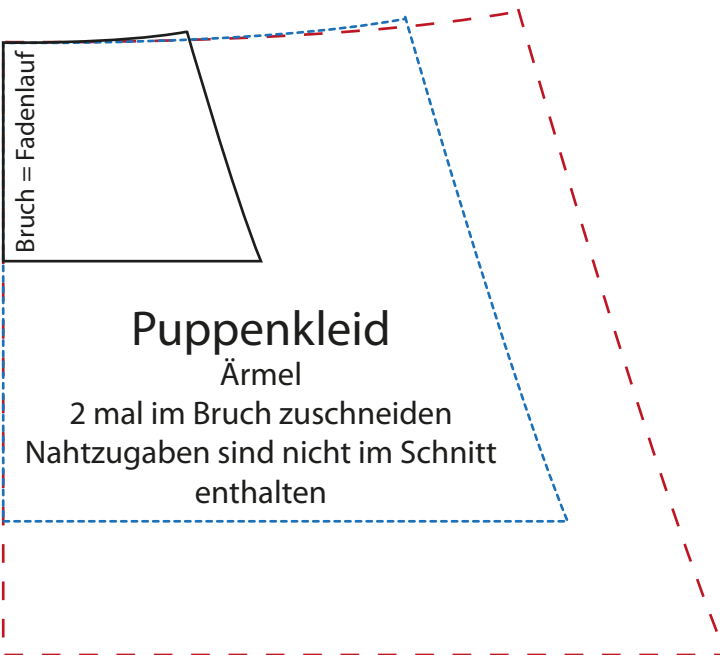 Bruch = Fadenlauf
Puppenkleid
Ärmel
2 mal im Bruch zuschneiden
Nahtzugaben sind nicht im Schnitt
enthalten